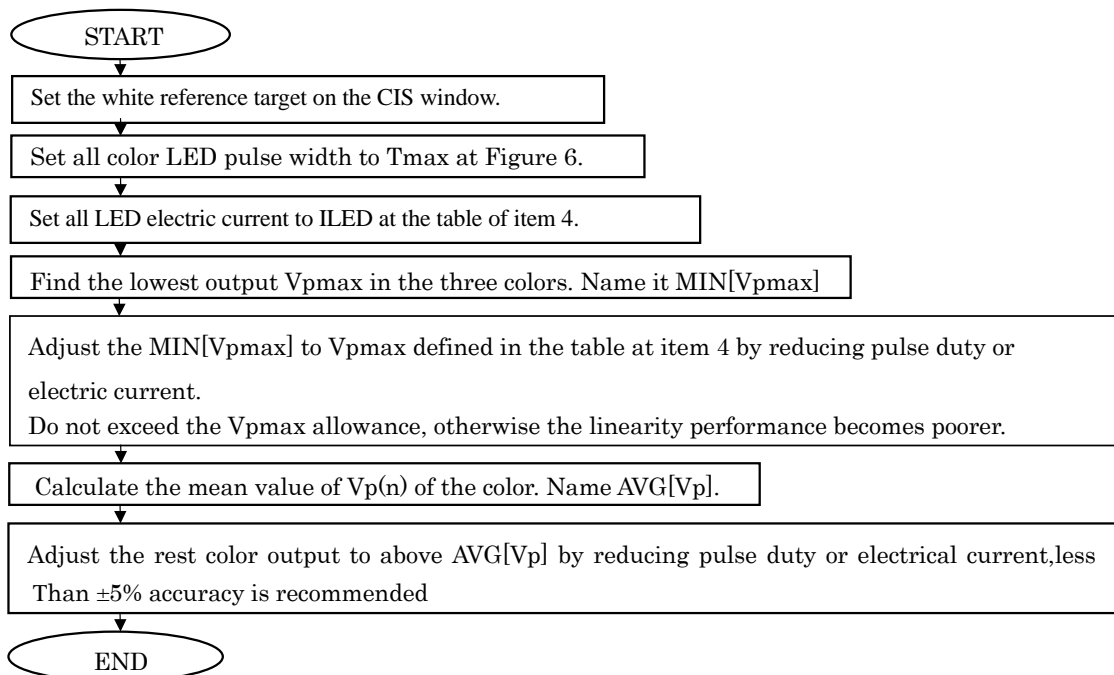 START
Set the white reference target on the CIS window.
Set all color LED pulse width to Tmax at Figure 6.
Set all LED electric current to ILED at the table of item 4.
Find the lowest output Vpmax in the three colors. Name it MIN[Vpmax]
Adjust the MIN[Vpmax] to Vpmax defined in the table at item 4 by reducing pulse duty or
electric current.
Do not exceed the Vpmax allowance, otherwise the linearity performance becomes poorer.
Calculate the mean value of Vp(n) of the color. Name AVG[Vp].
Adjust the rest color output to above AVG[Vp] by reducing pulse duty or electrical current,less
Than ±5% accuracy is recommended
END